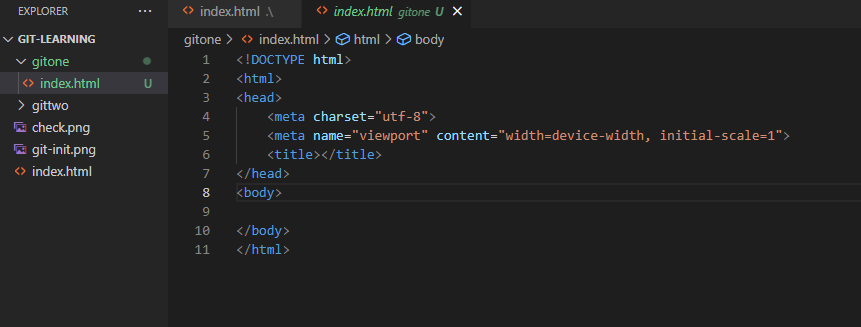 EXPLORER ...
GIT-LEARNING
gitone
index.html U
gittwo
check.png
git-init.png
index.html
index.html .\
index.html gitone U
gitone > index.html > html > body
1 <!DOCTYPE html>
2 <html>
3 <head>
4 <meta charset="utf-8">
5 <meta name="viewport" content="width=device-width, initial-scale=1">
6 <title></title>
7 </head>
8 <body>
9
10 </body>
11 </html>